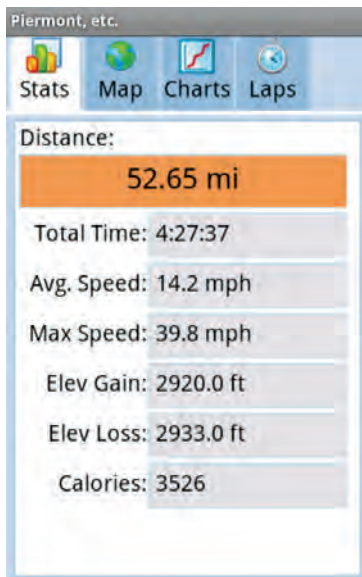 Piermont, etc.
Stats Map Charts Laps
Distance:
52.65 mi
Total Time: 4:27:37
Avg. Speed: 14.2 mph
Max Speed: 39.8 mph
Elev Gain: 2920.0 ft
Elev Loss: 2933.0 ft
Calories: 3526